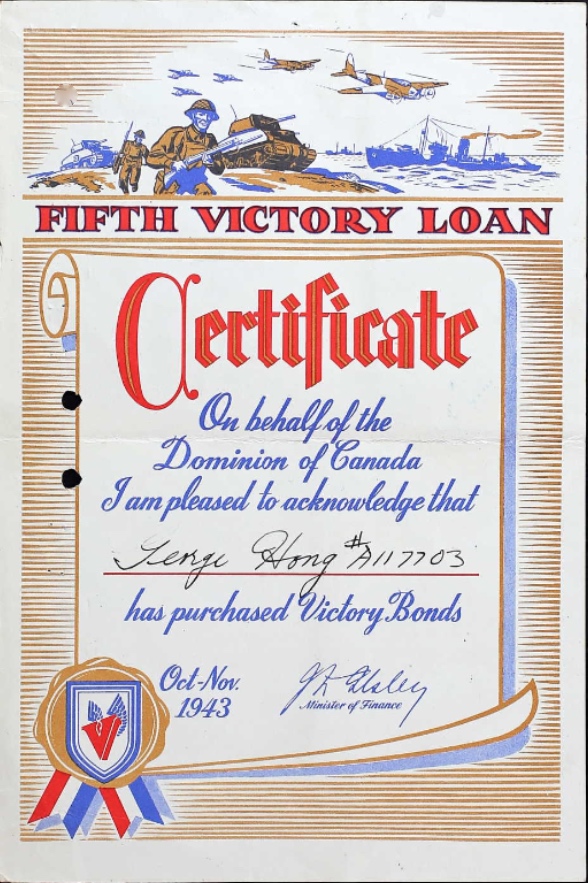 FIFTH VICTORY LOAN
Certificate
On behalf of the
Dominion of Canada
I am pleased to acknowledge that
Hong #A117703
has purchased Victory Bonds
Oct-Nov. 1943
J L Ilsley
Minister of Finance
V